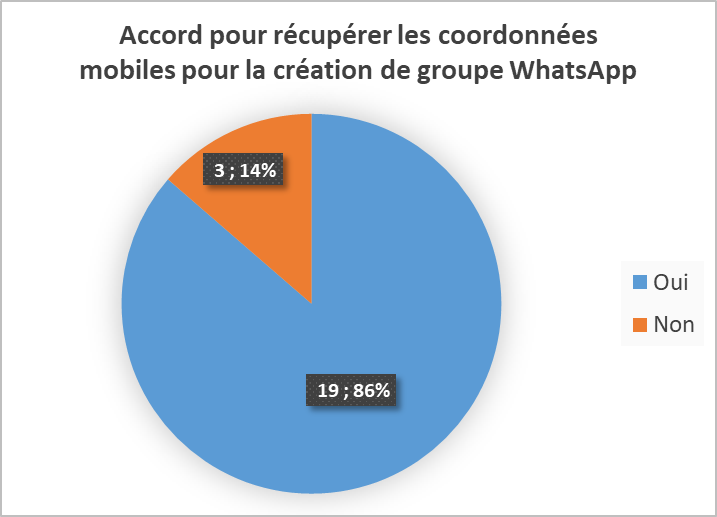 Accord pour récupérer les coordonnées
mobiles pour la création de groupe WhatsApp
3 ; 14%
19 ; 86%
Oui
Non